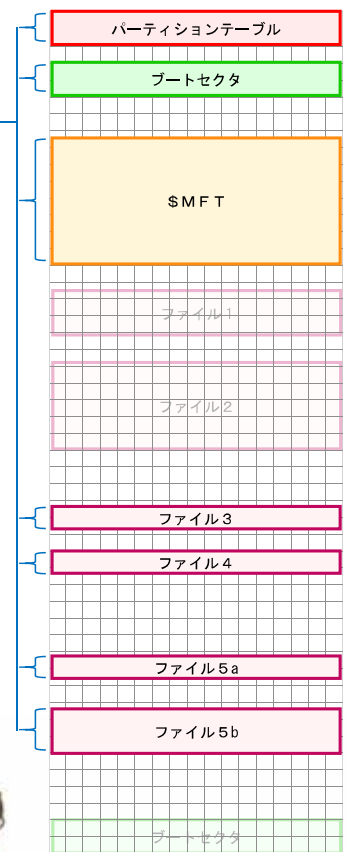 パーティションテーブル
ブートセクタ
＄ＭＦＴ
ファイル１
ファイル２
ファイル３
ファイル４
ファイル５a
ファイル５b
ブートセクタ